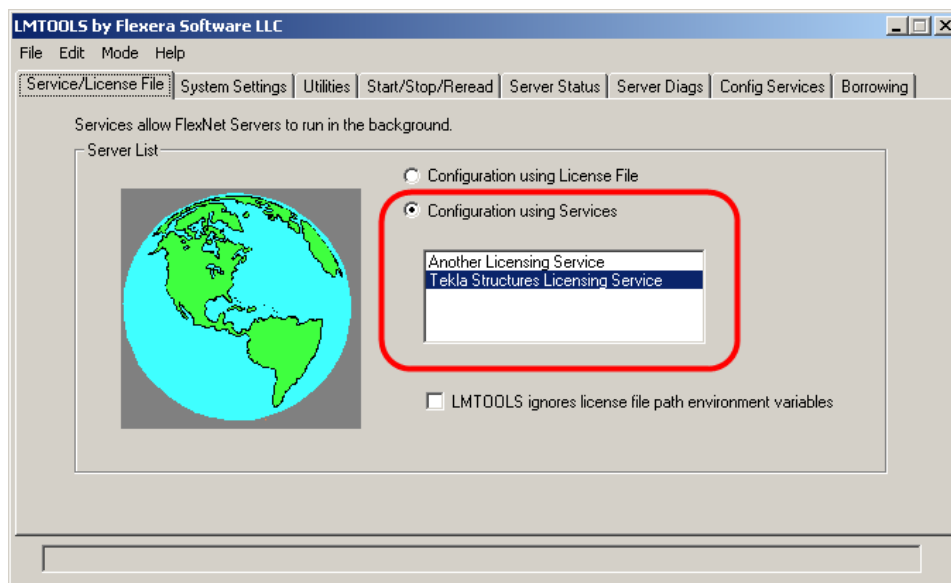 LMTOOLS by Flexera Software LLC
File Edit Mode Help
Service/License File System Settings Utilities Start/Stop/Reread Server Status Server Diags Config Services Borrowing
Services allow FlexNet Servers to run in the background.
Server List
Configuration using License File
Configuration using Services
Another Licensing Service
Tekla Structures Licensing Service
LMTOOLS ignores license file path environment variables